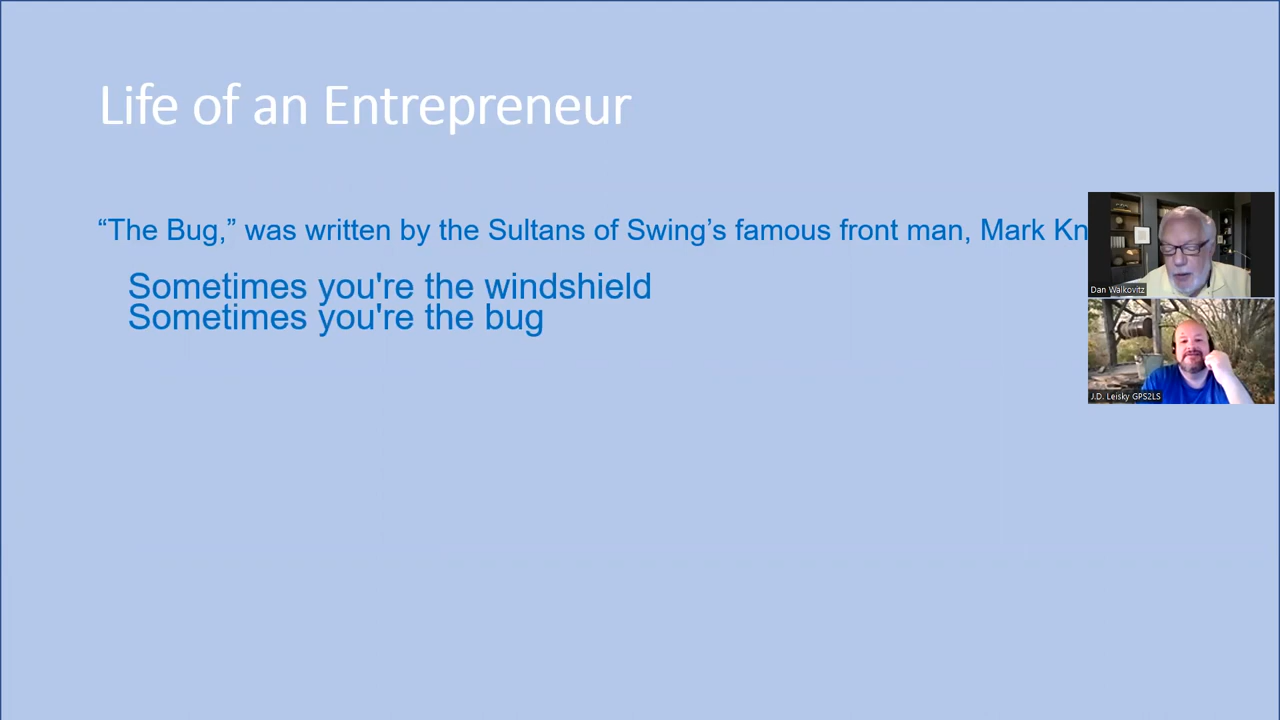 Life of an Entrepreneur
“The Bug,” was written by the Sultans of Swing’s famous front man, Mark
Sometimes you're the windshield
Sometimes you're the bug
Dan Walkovitz
J.D. Leisky GPS2LS